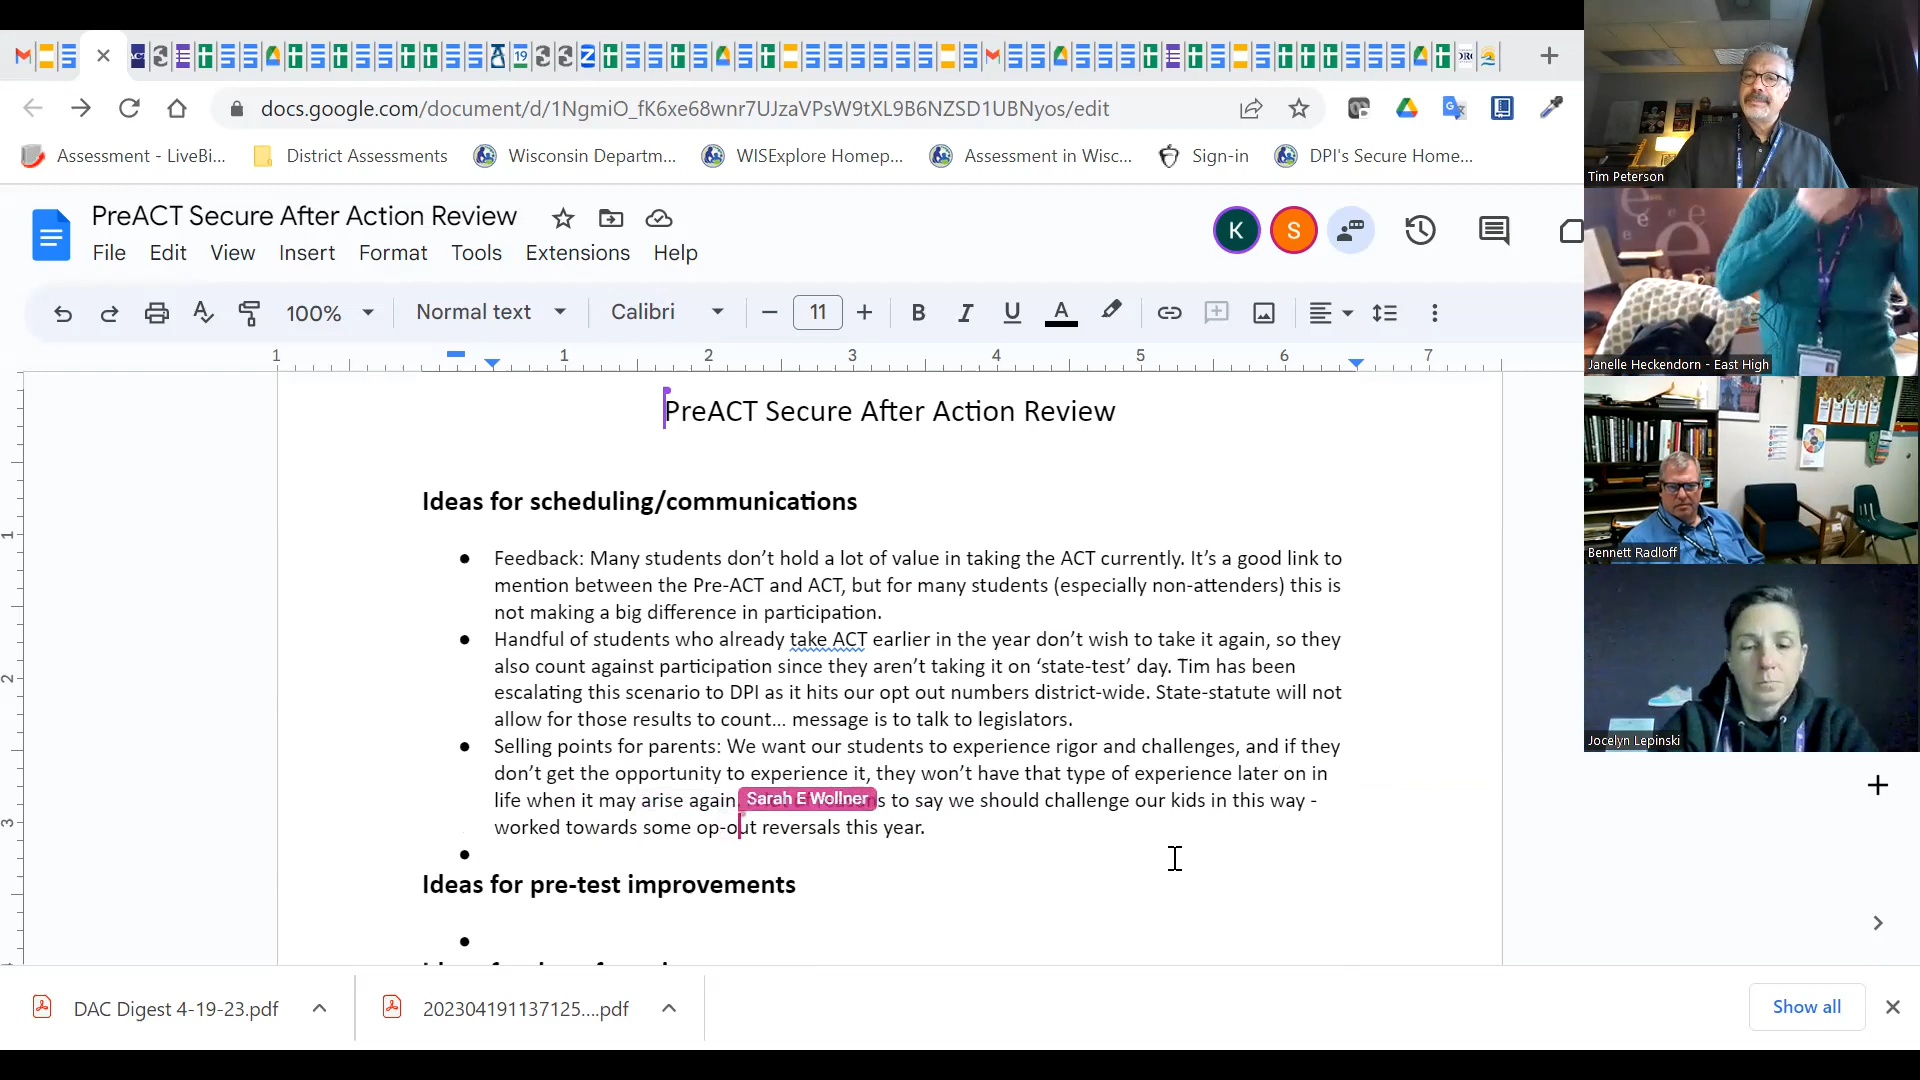 19
docs.google.com/document/d/1NgmiO_fK6xe68wnr7UJzaVPsW9tXL9B6NZSD1UBNyos/edit
Assessment - LiveBi...
District Assessments
Wisconsin Departm...
WISExplore Homep...
Assessment in Wisc...
Sign-in
DPI's Secure Home...
PreACT Secure After Action Review
K
S
File Edit View Insert Format Tools Extensions Help
100% Normal text Calibri 11 B I U A
1 1 2 3 4 5 6 7
PreACT Secure After Action Review
Ideas for scheduling/communications
● Feedback: Many students don’t hold a lot of value in taking the ACT currently. It’s a good link to
mention between the Pre-ACT and ACT, but for many students (especially non-attenders) this is
not making a big difference in participation.
● Handful of students who already take ACT earlier in the year don’t wish to take it again, so they
also count against participation since they aren’t taking it on ‘state-test’ day. Tim has been
escalating this scenario to DPI as it hits our opt out numbers district-wide. State-statute will not
allow for those results to count... message is to talk to legislators.
● Selling points for parents: We want our students to experience rigor and challenges, and if they
don’t get the opportunity to experience it, they won’t have that type of experience later on in
life when it may arise again. to say we should challenge our kids in this way -
Sarah E Wollner
worked towards some op-out reversals this year.
●
Ideas for pre-test improvements
●
1
2
3
DAC Digest 4-19-23.pdf
202304191137125....pdf
Show all
Tim Peterson
Janelle Heckendorn - East High
Bennett Radloff
Jocelyn Lepinski